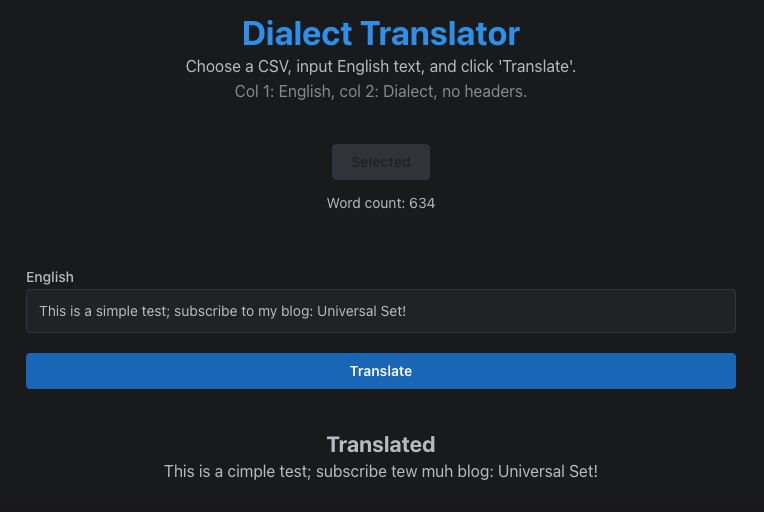 Dialect Translator
Choose a CSV, input English text, and click 'Translate'.
Col 1: English, col 2: Dialect, no headers.
Selected
Word count: 634
English
This is a simple test; subscribe to my blog: Universal Set!
Translate
Translated
This is a cimple test; subscribe tew muh blog: Universal Set!